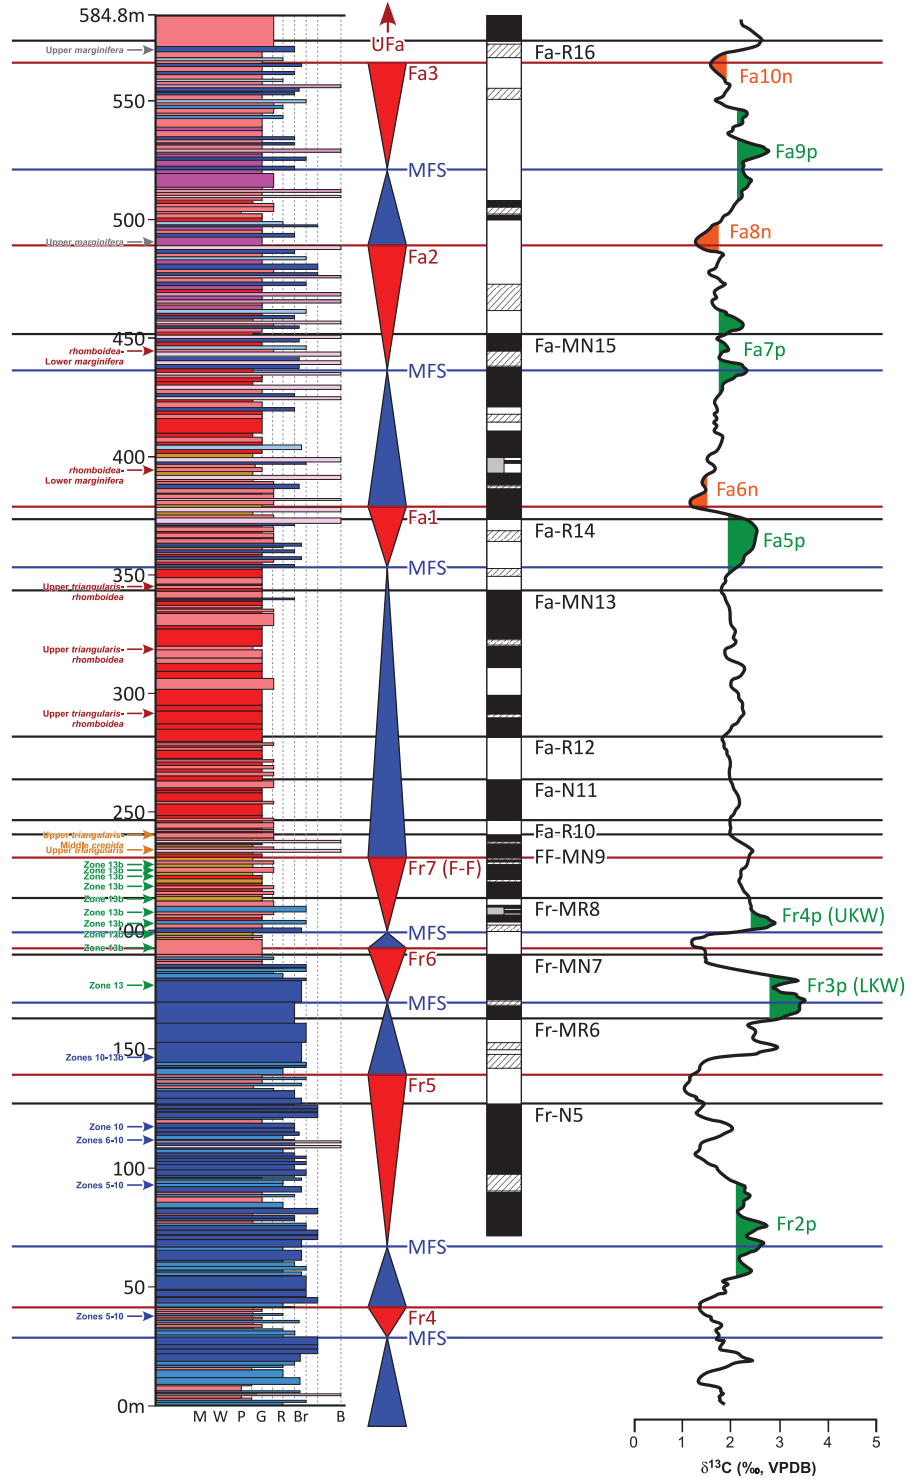 584.8m
UFa
Upper marginifera
Fa-R16
Fa3
Fa10n
550
Fa9p
MFS
500
Fa8n
Upper marginifera
Fa2
450
Fa-MN15
rhomboidea-
Lower marginifera
Fa7p
MFS
400
rhomboidea-
Lower marginifera
Fa6n
Fa1
Fa-R14
Fa5p
MFS
350
Upper triangularis-
rhomboidea
Fa-MN13
Upper triangularis-
rhomboidea
300
Upper triangularis-
rhomboidea
Fa-R12
Fa-N11
250
Fa-R10
Upper triangularis-
Middle crepida
Upper triangularis
FF-MN9
Zone 13b
Fr7 (F-F)
Zone 13b
Zone 13b
Zone 13b
Zone 13b
Fr-MR8
Zone 13b
Fr4p (UKW)
Zone 13b
200
Zone 13b
MFS
Zone 13b
Fr6
Fr-MN7
Zone 13
Fr3p (LKW)
MFS
Fr-MR6
150
Zones 10-13b
Fr5
Fr-N5
Zone 10
Zones 6-10
100
Zones 5-10
Fr2p
MFS
50
Zones 5-10
Fr4
MFS
0m
M W P G R Br B
0 1 2 3 4 5
δ13C (‰, VPDB)